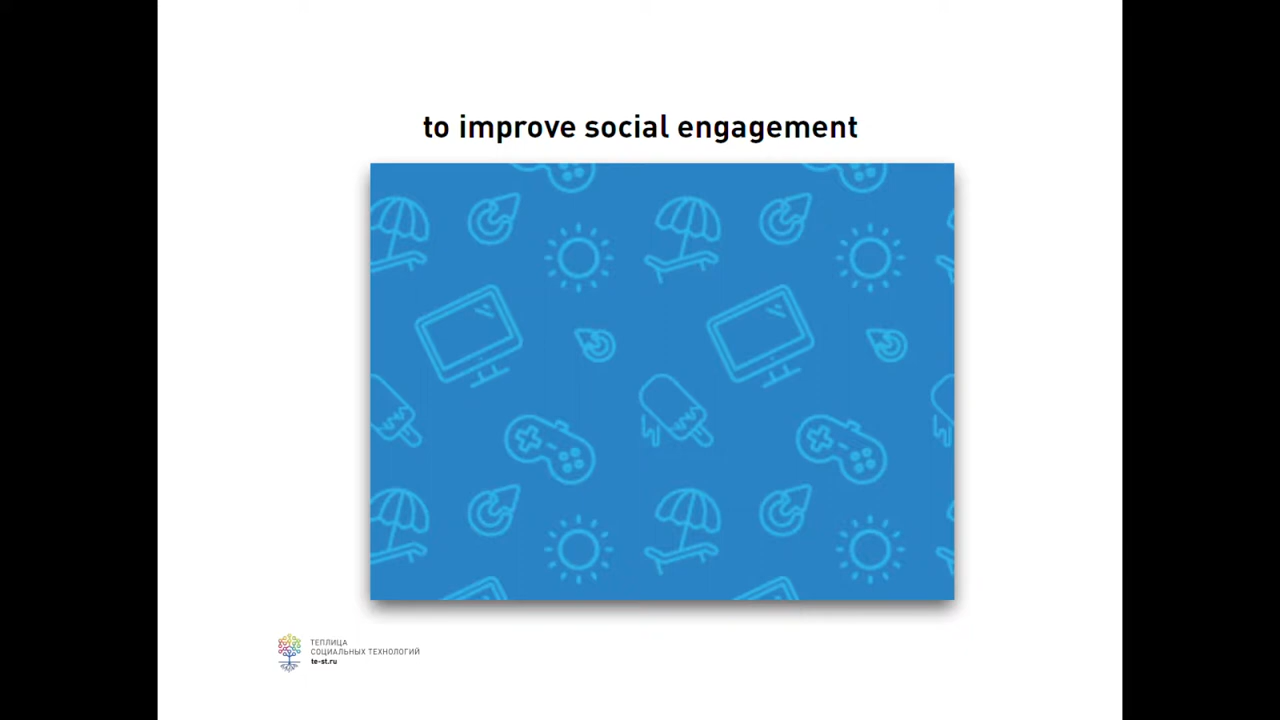 to improve social engagement
ТЕПЛИЦА
СОЦИАЛЬНЫХ ТЕХНОЛОГИЙ
te-st.ru